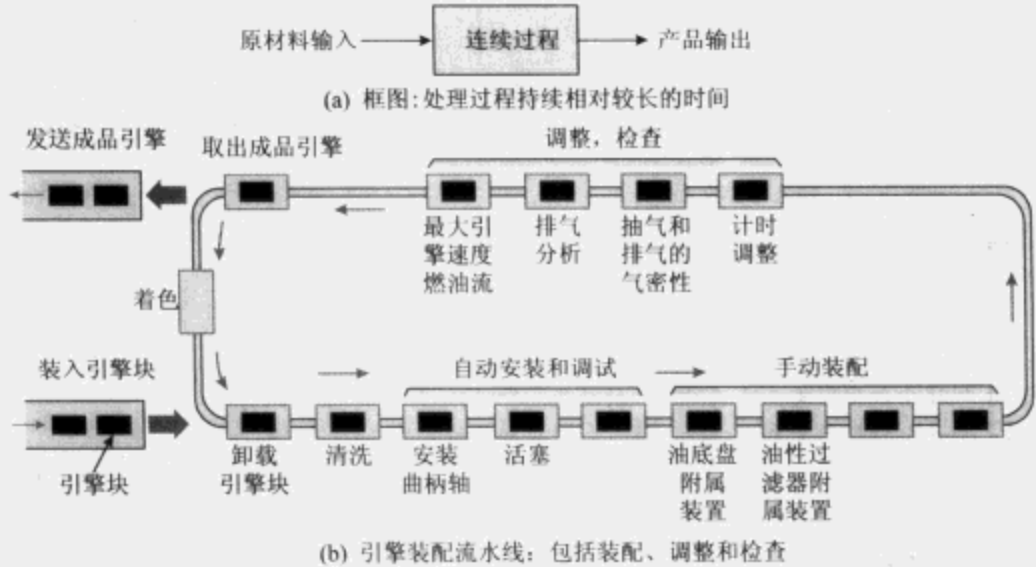 原材料输入
连续过程
产品输出
(a) 框图:处理过程持续相对较长的时间
发送成品引擎
取出成品引擎
调整，检查
最大引
擎速度
燃油流
排气
分析
抽气和
排气的
气密性
计时
调整
着色
装入引擎块
自动安装和调试
手动装配
引擎块
卸载
引擎块
清洗
安装
曲柄轴
活塞
油底盘
附属
装置
油性过
滤器附
属装置
(b) 引擎装配流水线：包括装配、调整和检查